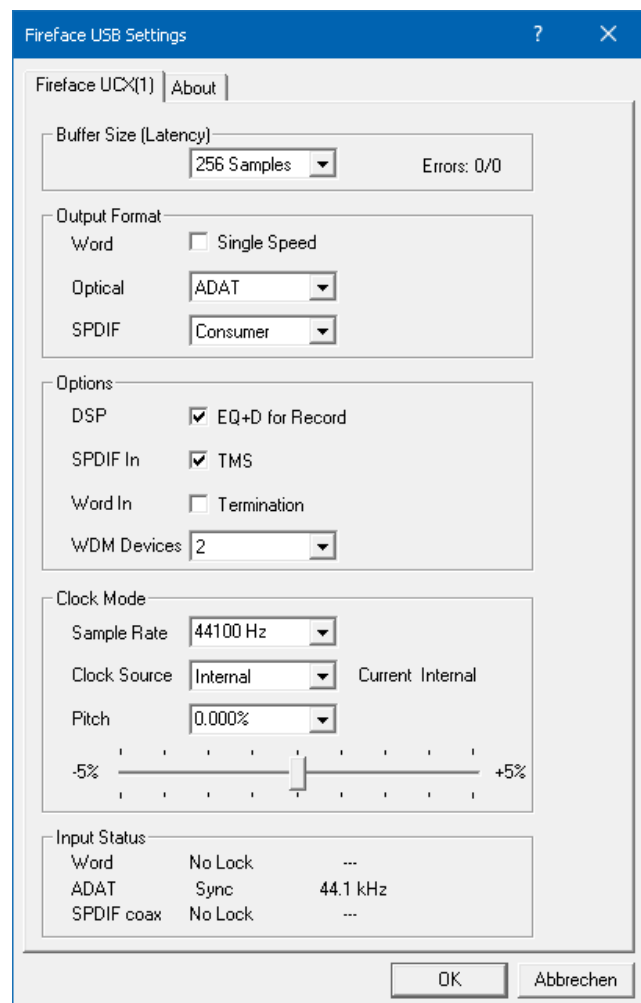 Fireface USB Settings ? ×
Fireface UCX(1) About
Buffer Size (Latency)
256 Samples Errors: 0/0
Output Format
Word Single Speed
Optical ADAT
SPDIF Consumer
Options
DSP EQ+D for Record
SPDIF In TMS
Word In Termination
WDM Devices 2
Clock Mode
Sample Rate 44100 Hz
Clock Source Internal Current Internal
Pitch 0.000%
-5% +5%
Input Status
Word No Lock ---
ADAT Sync 44.1 kHz
SPDIF coax No Lock ---
OK Abbrechen